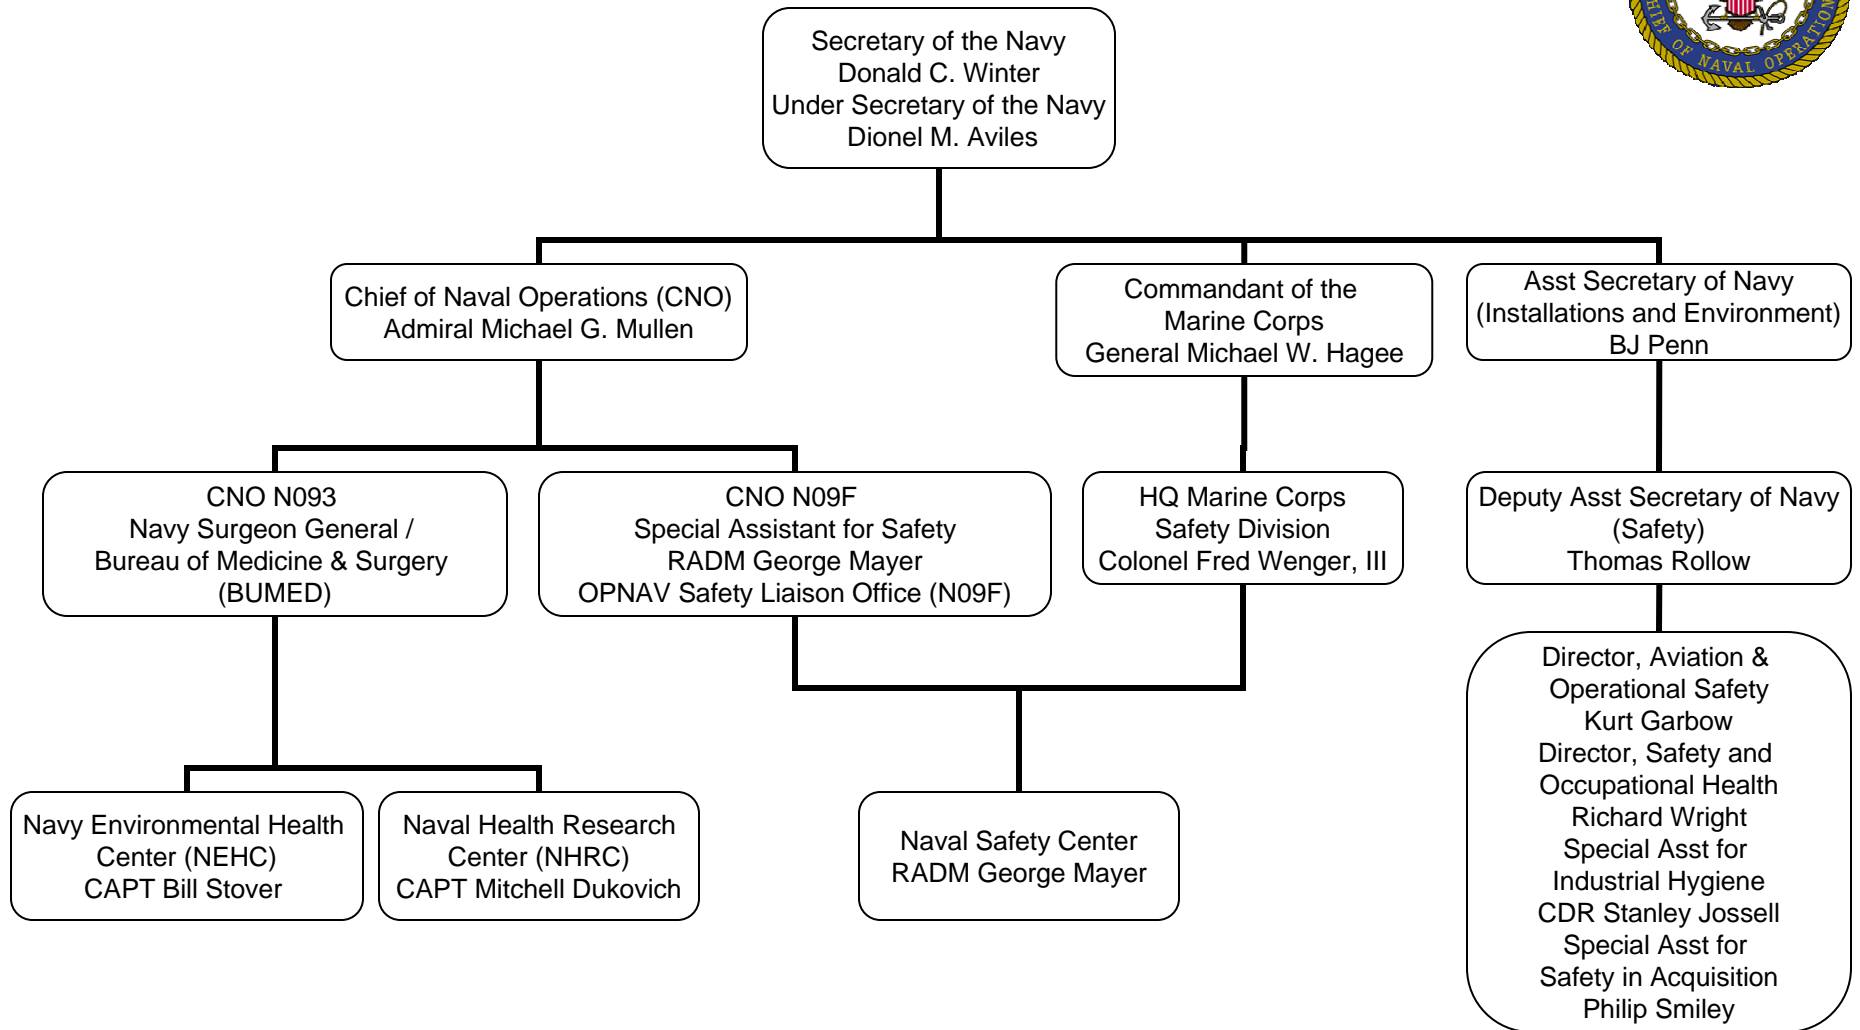 CHIEF OF NAVAL OPERATION
Secretary of the Navy
Donald C. Winter
Under Secretary of the Navy
Dionel M. Aviles
Chief of Naval Operations (CNO)
Admiral Michael G. Mullen
Commandant of the
Marine Corps
General Michael W. Hagee
Asst Secretary of Navy
(Installations and Environment)
BJ Penn
CNO N093
Navy Surgeon General /
Bureau of Medicine & Surgery
(BUMED)
CNO N09F
Special Assistant for Safety
RADM George Mayer
OPNAV Safety Liaison Office (N09F)
HQ Marine Corps
Safety Division
Colonel Fred Wenger, III
Deputy Asst Secretary of Navy
(Safety)
Thomas Rollow
Director, Aviation &
Operational Safety
Kurt Garbow
Director, Safety and
Occupational Health
Richard Wright
Special Asst for
Industrial Hygiene
CDR Stanley Jossell
Special Asst for
Safety in Acquisition
Philip Smiley
Navy Environmental Health
Center (NEHC)
CAPT Bill Stover
Naval Health Research
Center (NHRC)
CAPT Mitchell Dukovich
Naval Safety Center
RADM George Mayer